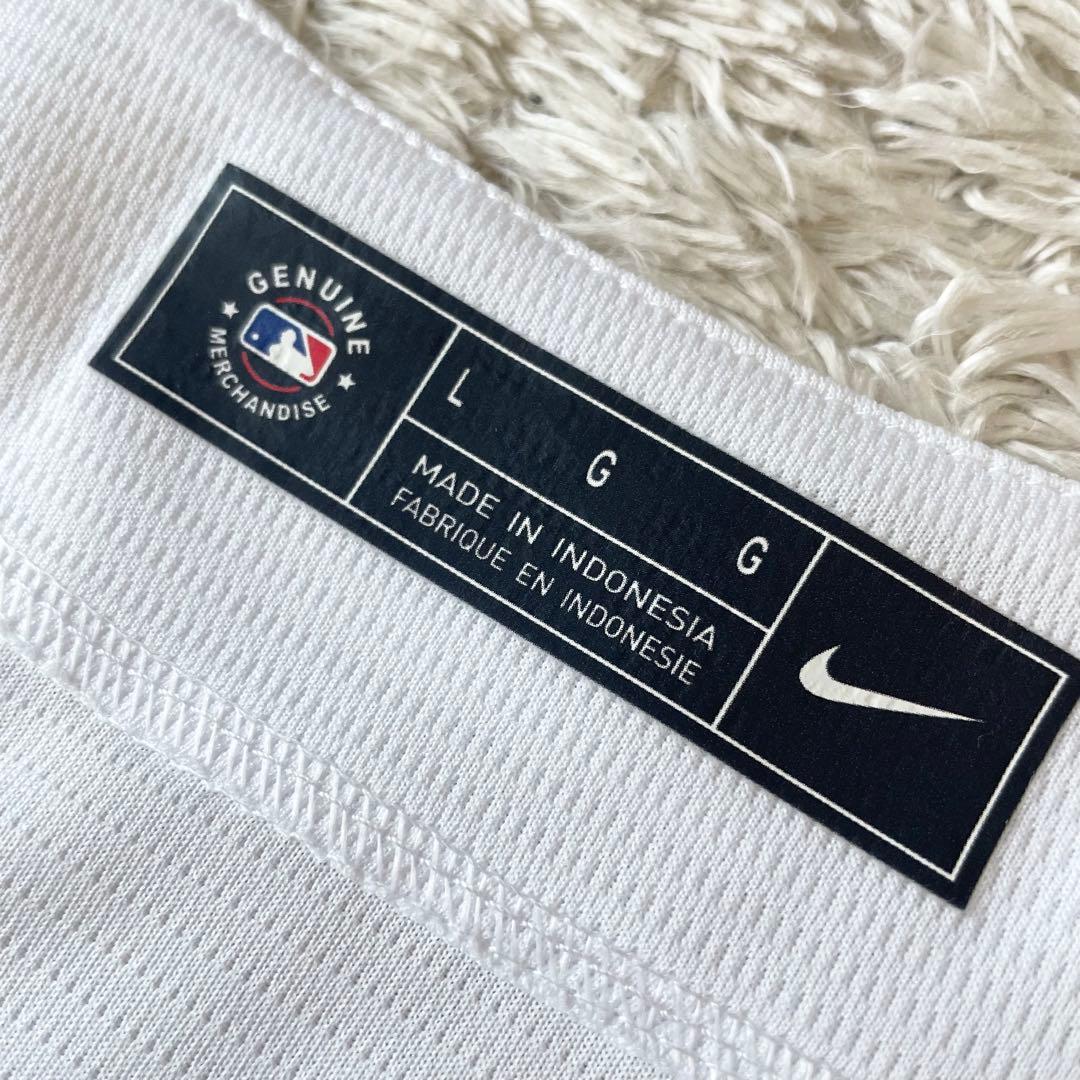 GENUINE
MERCHANDISE
L G G
MADE IN INDONESIA
FABRIQUE EN INDONESIE